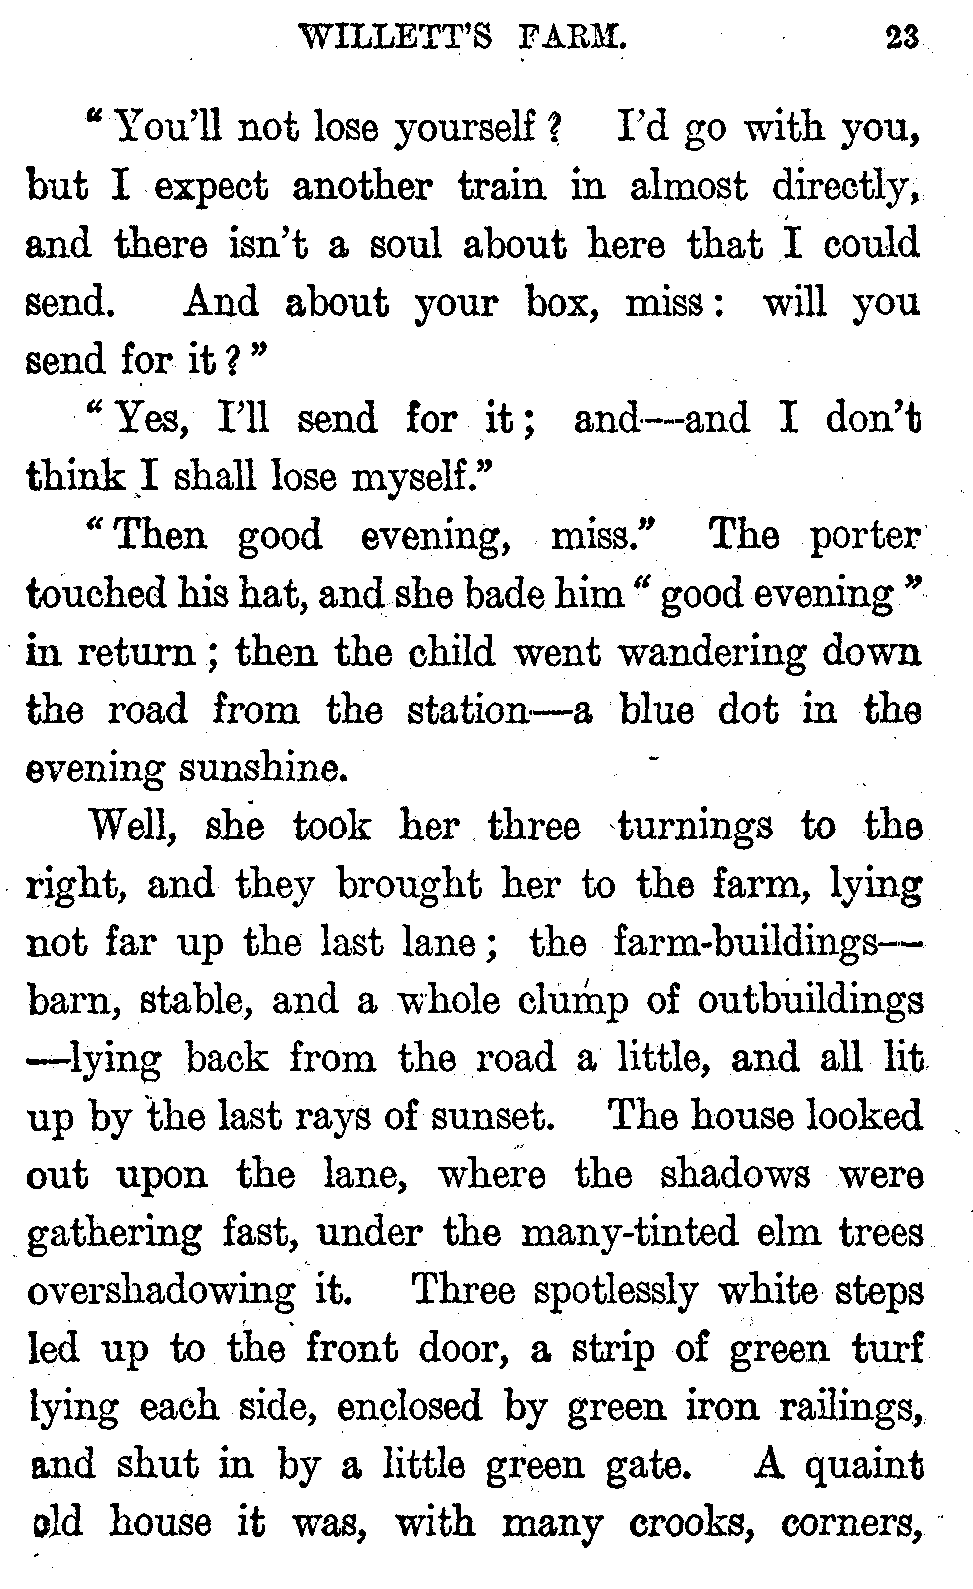 WILLETT'S FARM. 23
"You'll not lose yourself? I'd go with you,
but I expect another train in almost directly,
and there isn't a soul about here that I could
send. And about your box, miss: will you
send for it?"
"Yes, I'll send for it; and—and I don't
think I shall lose myself."
"Then good evening, miss." The porter
touched his hat, and she bade him "good evening"
in return; then the child went wandering down
the road from the station—a blue dot in the
evening sunshine.
Well, she took her three turnings to the
right, and they brought her to the farm, lying
not far up the last lane; the farm-buildings—
barn, stable, and a whole clump of outbuildings
—lying back from the road a little, and all lit
up by the last rays of sunset. The house looked
out upon the lane, where the shadows were
gathering fast, under the many-tinted elm trees
overshadowing it. Three spotlessly white steps
led up to the front door, a strip of green turf
lying each side, enclosed by green iron railings,
and shut in by a little green gate. A quaint
old house it was, with many crooks, corners,